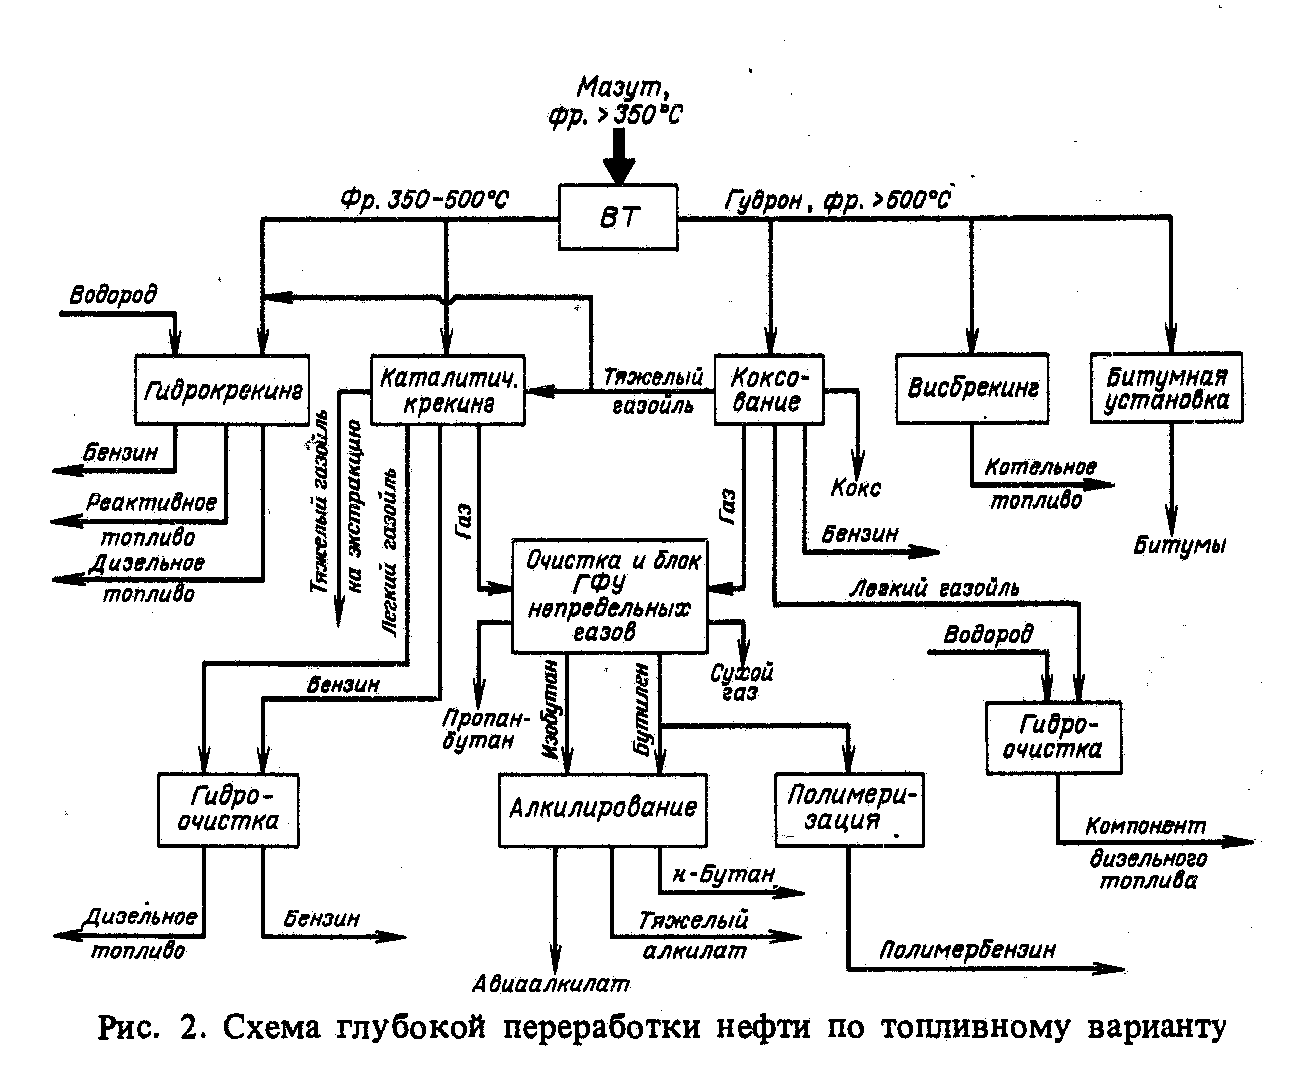 Мазут,
фр. > 350°С
Фр. 350-500°С
ВТ
Гудрон, фр. >500°С
Водород
Гидрокрекинг
Каталитич.
крекинг
Тяжелый
газойль
Коксо-
вание
Висбрекинг
Битумная
установка
Бензин
Реактивное
топливо
Дизельное
топливо
Тяжелый газойль
на экстракцию
Легкий газойль
Газ
Газ
Кокс
Бензин
Котельное
топливо
Битумы
Очистка и блок
ГФУ
непредельных
газов
Легкий газойль
Водород
Бензин
Пропан-
бутан
Изобутан
Бутилен
Сухой
газ
Гидро-
очистка
Гидро-
очистка
Алкилирование
Полимери-
зация
Компонент
дизельного
топлива
Дизельное
топливо
Бензин
н-Бутан
Тяжелый
алкилат
Авиаалкилат
Полимербензин
Рис. 2. Схема глубокой переработки нефти по топливному варианту